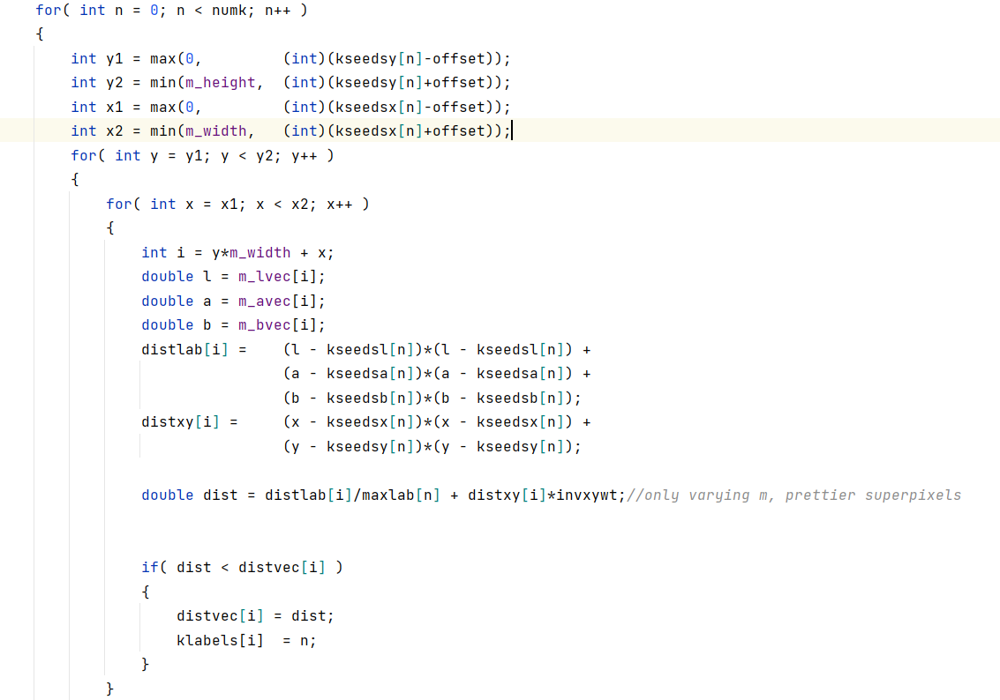 for( int n = 0; n < numk; n++ )
{
    int y1 = max(0,         (int)(kseedsy[n]-offset));
    int y2 = min(m_height,  (int)(kseedsy[n]+offset));
    int x1 = max(0,         (int)(kseedsx[n]-offset));
    int x2 = min(m_width,   (int)(kseedsx[n]+offset));
    for( int y = y1; y < y2; y++ )
    {
        for( int x = x1; x < x2; x++ )
        {
            int i = y*m_width + x;
            double l = m_lvec[i];
            double a = m_avec[i];
            double b = m_bvec[i];
            distlab[i] =    (l - kseedsl[n])*(l - kseedsl[n]) +
                            (a - kseedsa[n])*(a - kseedsa[n]) +
                            (b - kseedsb[n])*(b - kseedsb[n]);
            distxy[i] =     (x - kseedsx[n])*(x - kseedsx[n]) +
                            (y - kseedsy[n])*(y - kseedsy[n]);

            double dist = distlab[i]/maxlab[n] + distxy[i]*invxywt;//only varying m, prettier superpixels


            if( dist < distvec[i] )
            {
                distvec[i] = dist;
                klabels[i]  = n;
            }
        }